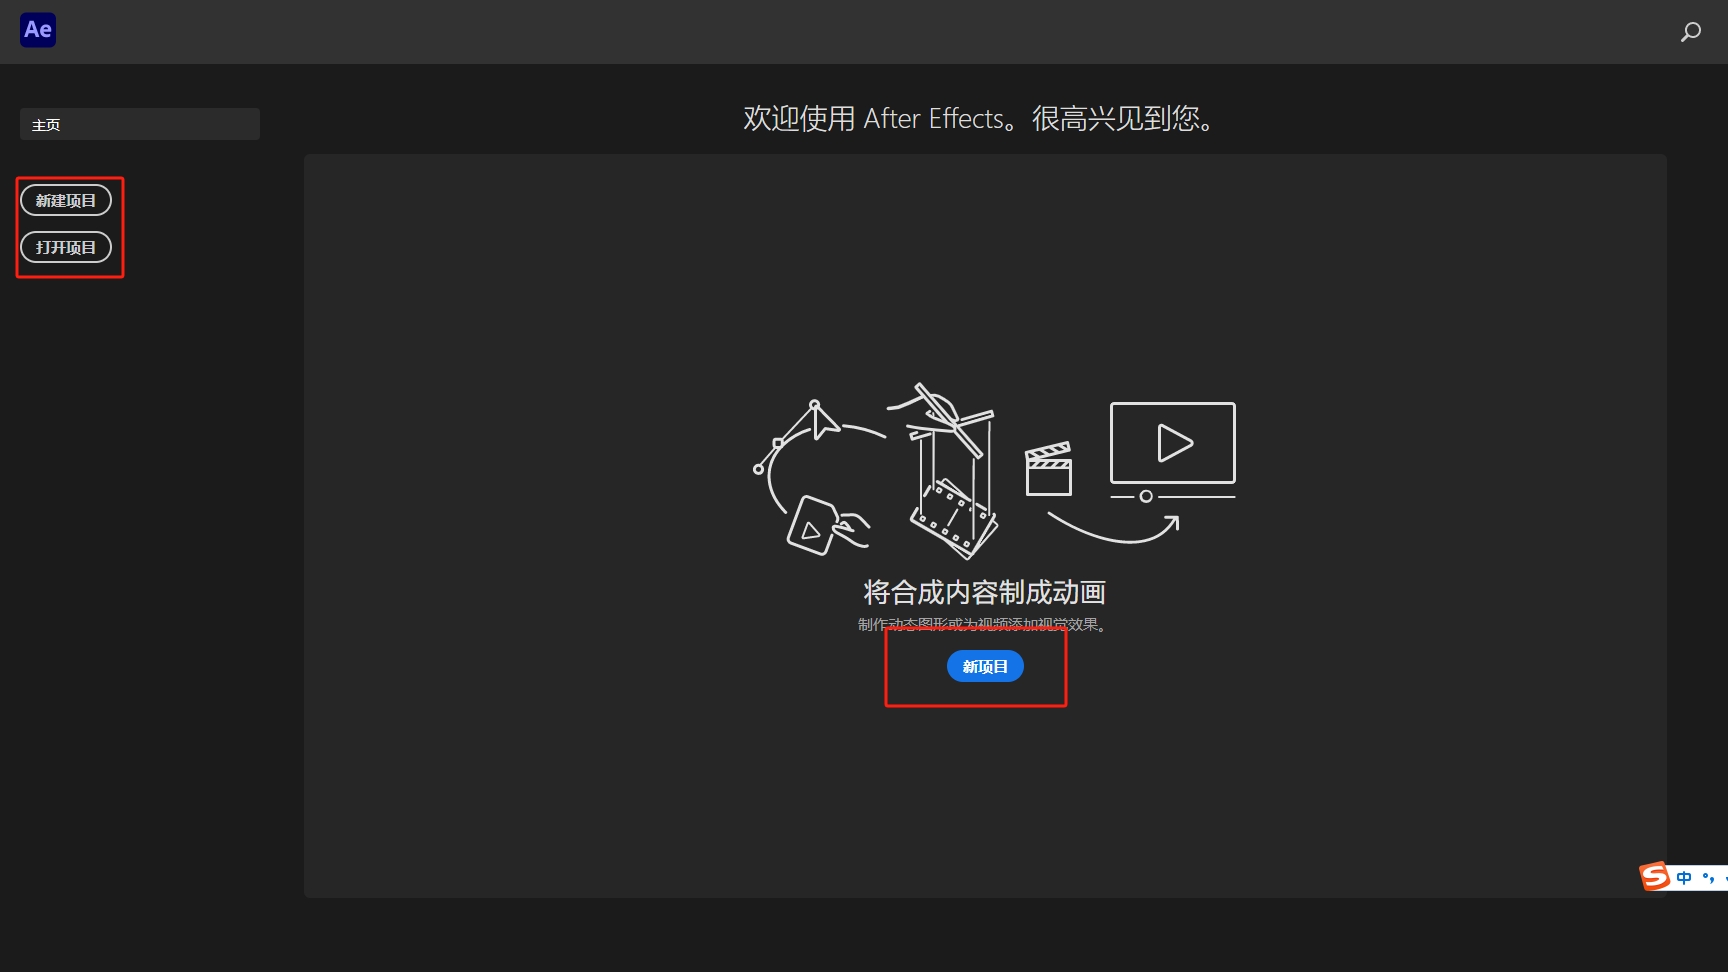 Ae
主页
新建项目
打开项目
欢迎使用 After Effects。很高兴见到您。
将合成内容制成动画
制作动态图形或为视频添加视觉效果。
新项目
S 中 °,